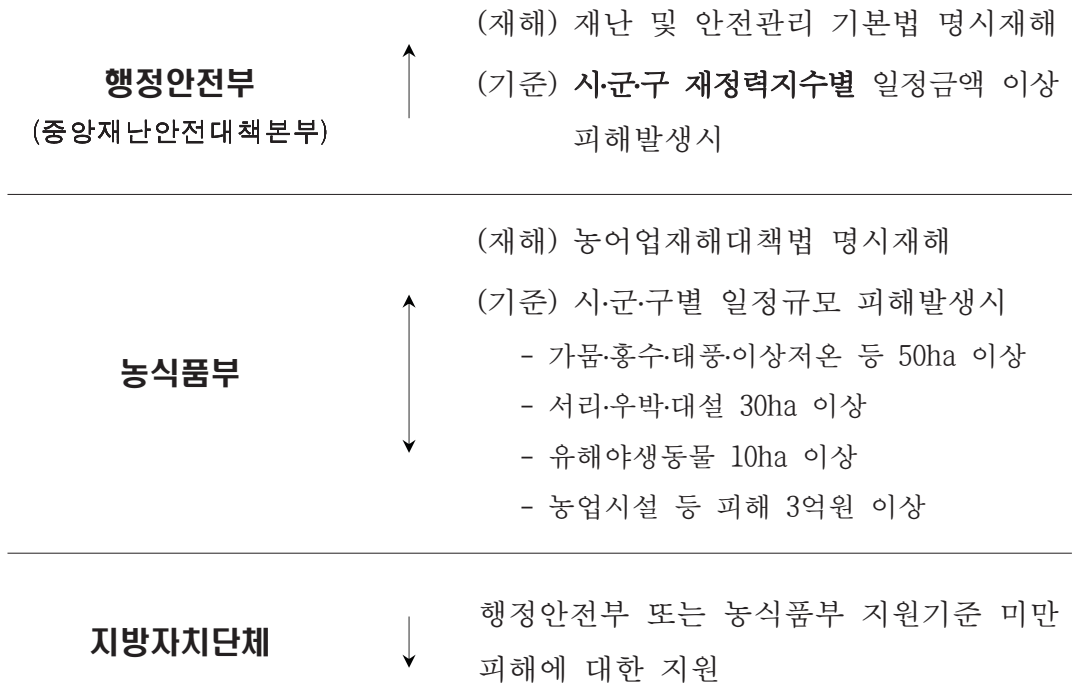 (재해) 재난 및 안전관리 기본법 명시재해
행정안전부
(중앙재난안전대책본부)
(기준) 시·군·구 재정력지수별 일정금액 이상
피해발생시
(재해) 농어업재해대책법 명시재해
농식품부
(기준) 시·군·구별 일정규모 피해발생시
- 가뭄·홍수·태풍·이상저온 등 50ha 이상
- 서리·우박·대설 30ha 이상
- 유해야생동물 10ha 이상
- 농업시설 등 피해 3억원 이상
지방자치단체
행정안전부 또는 농식품부 지원기준 미만
피해에 대한 지원